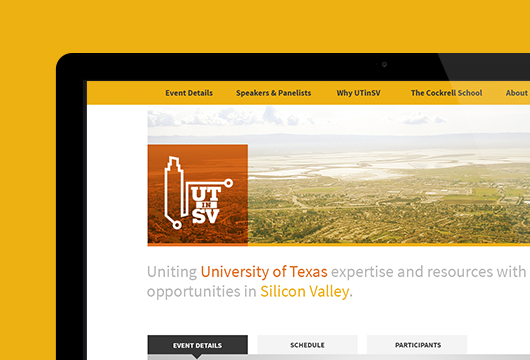 Event Details Speakers & Panelists Why UTinSV The Cockrell School About
UT
IN
SV
Uniting University of Texas expertise and resources with
opportunities in Silicon Valley.
EVENT DETAILS SCHEDULE PARTICIPANTS